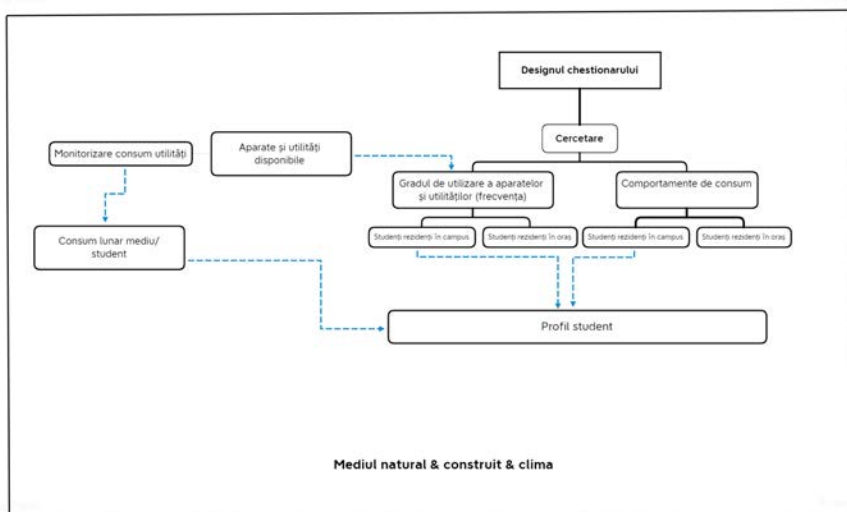 Designul chestionarului
Cercetare
Monitorizare consum utilități
Aparate și utilități
disponibile
Gradul de utilizare a aparatelor
și utilităților (frecvența)
Comportamente de consum
Studenți rezidenți în campus
Studenți rezidenți în oraș
Studenți rezidenți în campus
Studenți rezidenți în oraș
Consum lunar mediu/
student
Profil student
Mediul natural & construit & clima